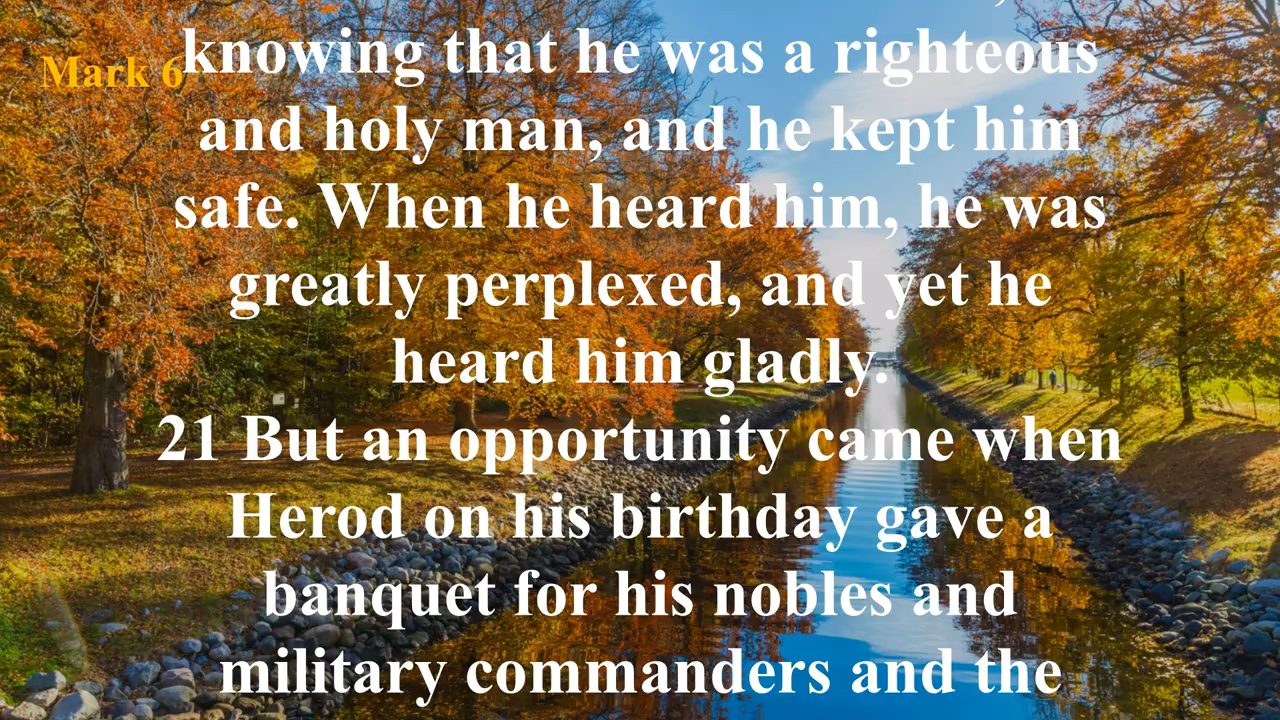 Mark 6
knowing that he was a righteous
and holy man, and he kept him
safe. When he heard him, he was
greatly perplexed, and yet he
heard him gladly.
21 But an opportunity came when
Herod on his birthday gave a
banquet for his nobles and
military commanders and the